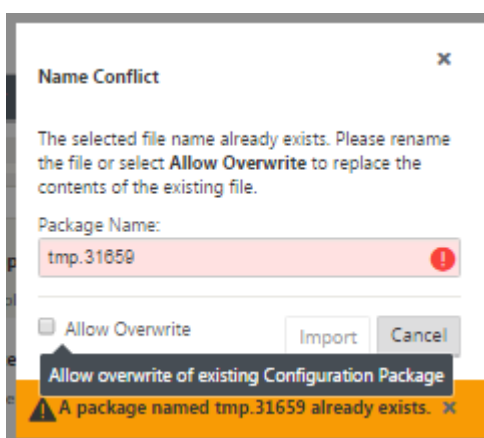 Name Conflict
The selected file name already exists. Please rename
the file or select Allow Overwrite to replace the
contents of the existing file.
Package Name:
tmp.31659
Allow Overwrite
Import
Cancel
Allow overwrite of existing Configuration Package
A package named tmp.31659 already exists.